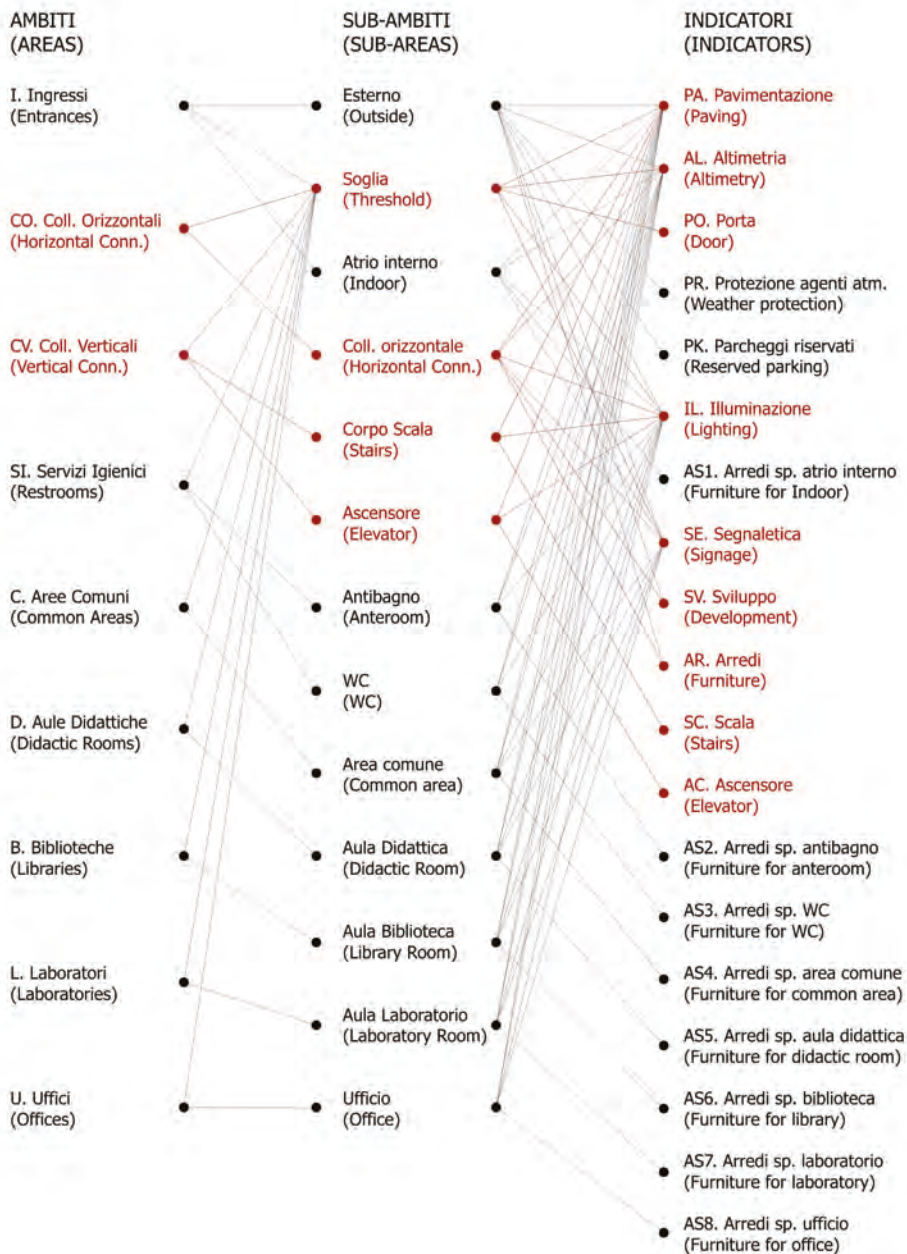 AMBITI
(AREAS)
I. Ingressi
(Entrances)
CO. Coll. Orizzontali
(Horizontal Conn.)
CV. Coll. Verticali
(Vertical Conn.)
SI. Servizi Igienici
(Restrooms)
C. Aree Comuni
(Common Areas)
D. Aule Didattiche
(Didactic Rooms)
B. Biblioteche
(Libraries)
L. Laboratori
(Laboratories)
U. Uffici
(Offices)
SUB-AMBITI
(SUB-AREAS)
Esterno
(Outside)
Soglia
(Threshold)
Atrio interno
(Indoor)
Coll. orizzontale
(Horizontal Conn.)
Corpo Scala
(Stairs)
Ascensore
(Elevator)
Antibagno
(Anteroom)
WC
(WC)
Area comune
(Common area)
Aula Didattica
(Didactic Room)
Aula Biblioteca
(Library Room)
Aula Laboratorio
(Laboratory Room)
Ufficio
(Office)
INDICATORI
(INDICATORS)
PA. Pavimentazione
(Paving)
AL. Altimetria
(Altimetry)
PO. Porta
(Door)
PR. Protezione agenti atm.
(Weather protection)
PK. Parcheggi riservati
(Reserved parking)
IL. Illuminazione
(Lighting)
AS1. Arredi sp. atrio interno
(Furniture for Indoor)
SE. Segnaletica
(Signage)
SV. Sviluppo
(Development)
AR. Arredi
(Furniture)
SC. Scala
(Stairs)
AC. Ascensore
(Elevator)
AS2. Arredi sp. antibagno
(Furniture for anteroom)
AS3. Arredi sp. WC
(Furniture for WC)
AS4. Arredi sp. area comune
(Furniture for common area)
AS5. Arredi sp. aula didattica
(Furniture for didactic room)
AS6. Arredi sp. biblioteca
(Furniture for library)
AS7. Arredi sp. laboratorio
(Furniture for laboratory)
AS8. Arredi sp. ufficio
(Furniture for office)